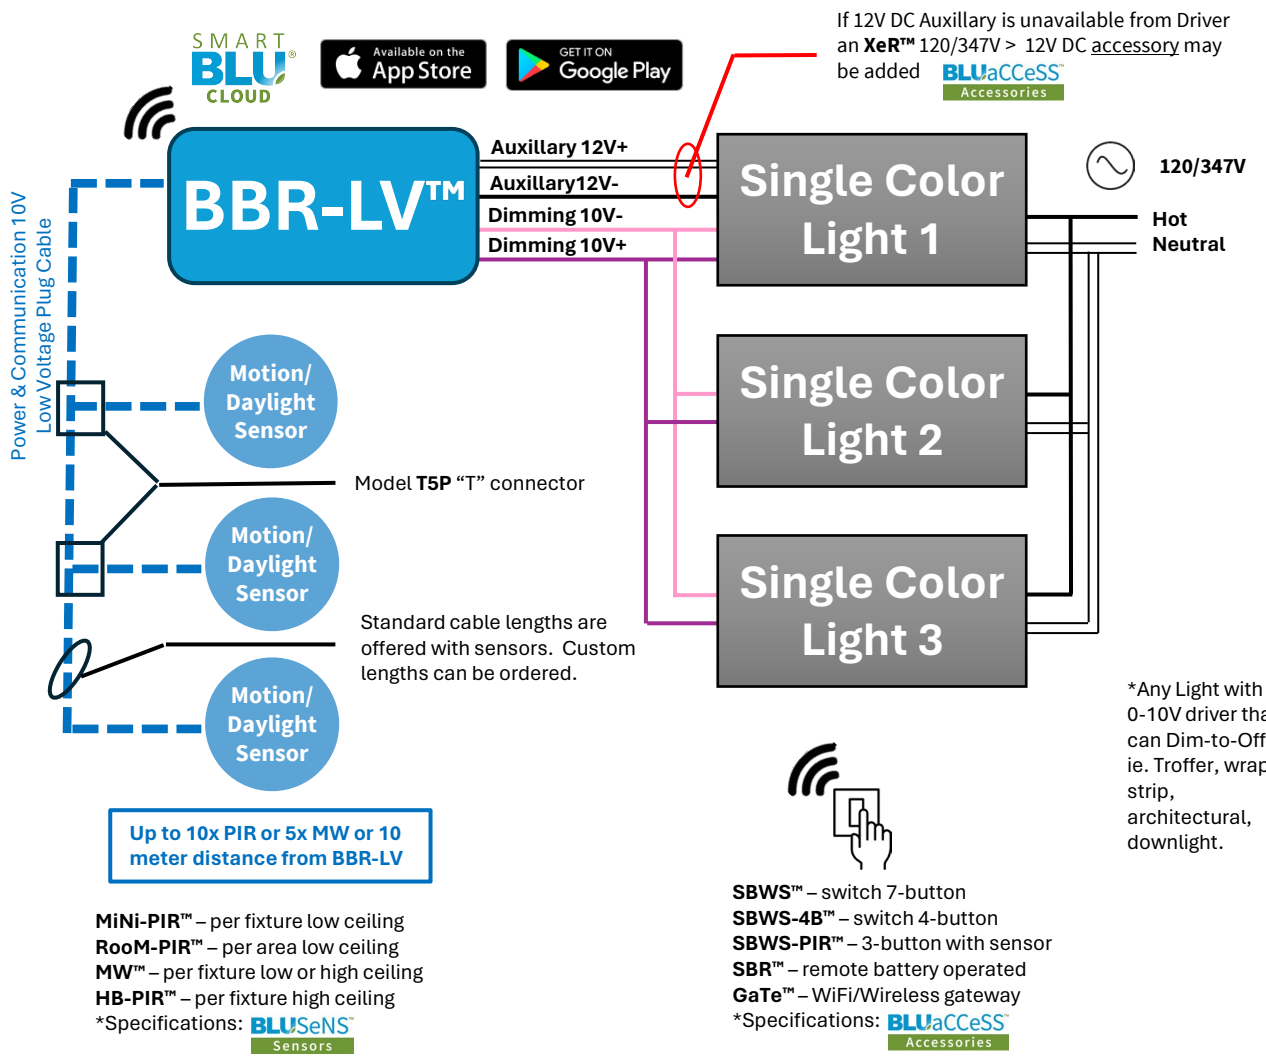 If 12V DC Auxillary is unavailable from Driver
an XeR™ 120/347V > 12V DC accessory may
be added BLUaCCeSS™
Accessories
SMART
BLU®
CLOUD
Available on the
App Store
GET IT ON
Google Play
BBR-LV™
Auxillary 12V+
Auxillary12V-
Dimming 10V-
Dimming 10V+
Single Color
Light 1
120/347V
Hot
Neutral
Power & Communication 10V
Low Voltage Plug Cable
Motion/
Daylight
Sensor
Single Color
Light 2
Model T5P “T” connector
Motion/
Daylight
Sensor
Single Color
Light 3
Standard cable lengths are
offered with sensors.  Custom
lengths can be ordered.
Motion/
Daylight
Sensor
*Any Light with
0-10V driver tha
can Dim-to-Off
ie. Troffer, wrap
strip,
architectural,
downlight.
Up to 10x PIR or 5x MW or 10
meter distance from BBR-LV
MiNi-PIR™ – per fixture low ceiling
RooM-PIR™ – per area low ceiling
MW™ – per fixture low or high ceiling
HB-PIR™ – per fixture high ceiling
*Specifications: BLUSeNS™
Sensors
SBWS™ – switch 7-button
SBWS-4B™ – switch 4-button
SBWS-PIR™ – 3-button with sensor
SBR™ – remote battery operated
GaTe™ – WiFi/Wireless gateway
*Specifications: BLUaCCeSS™
Accessories